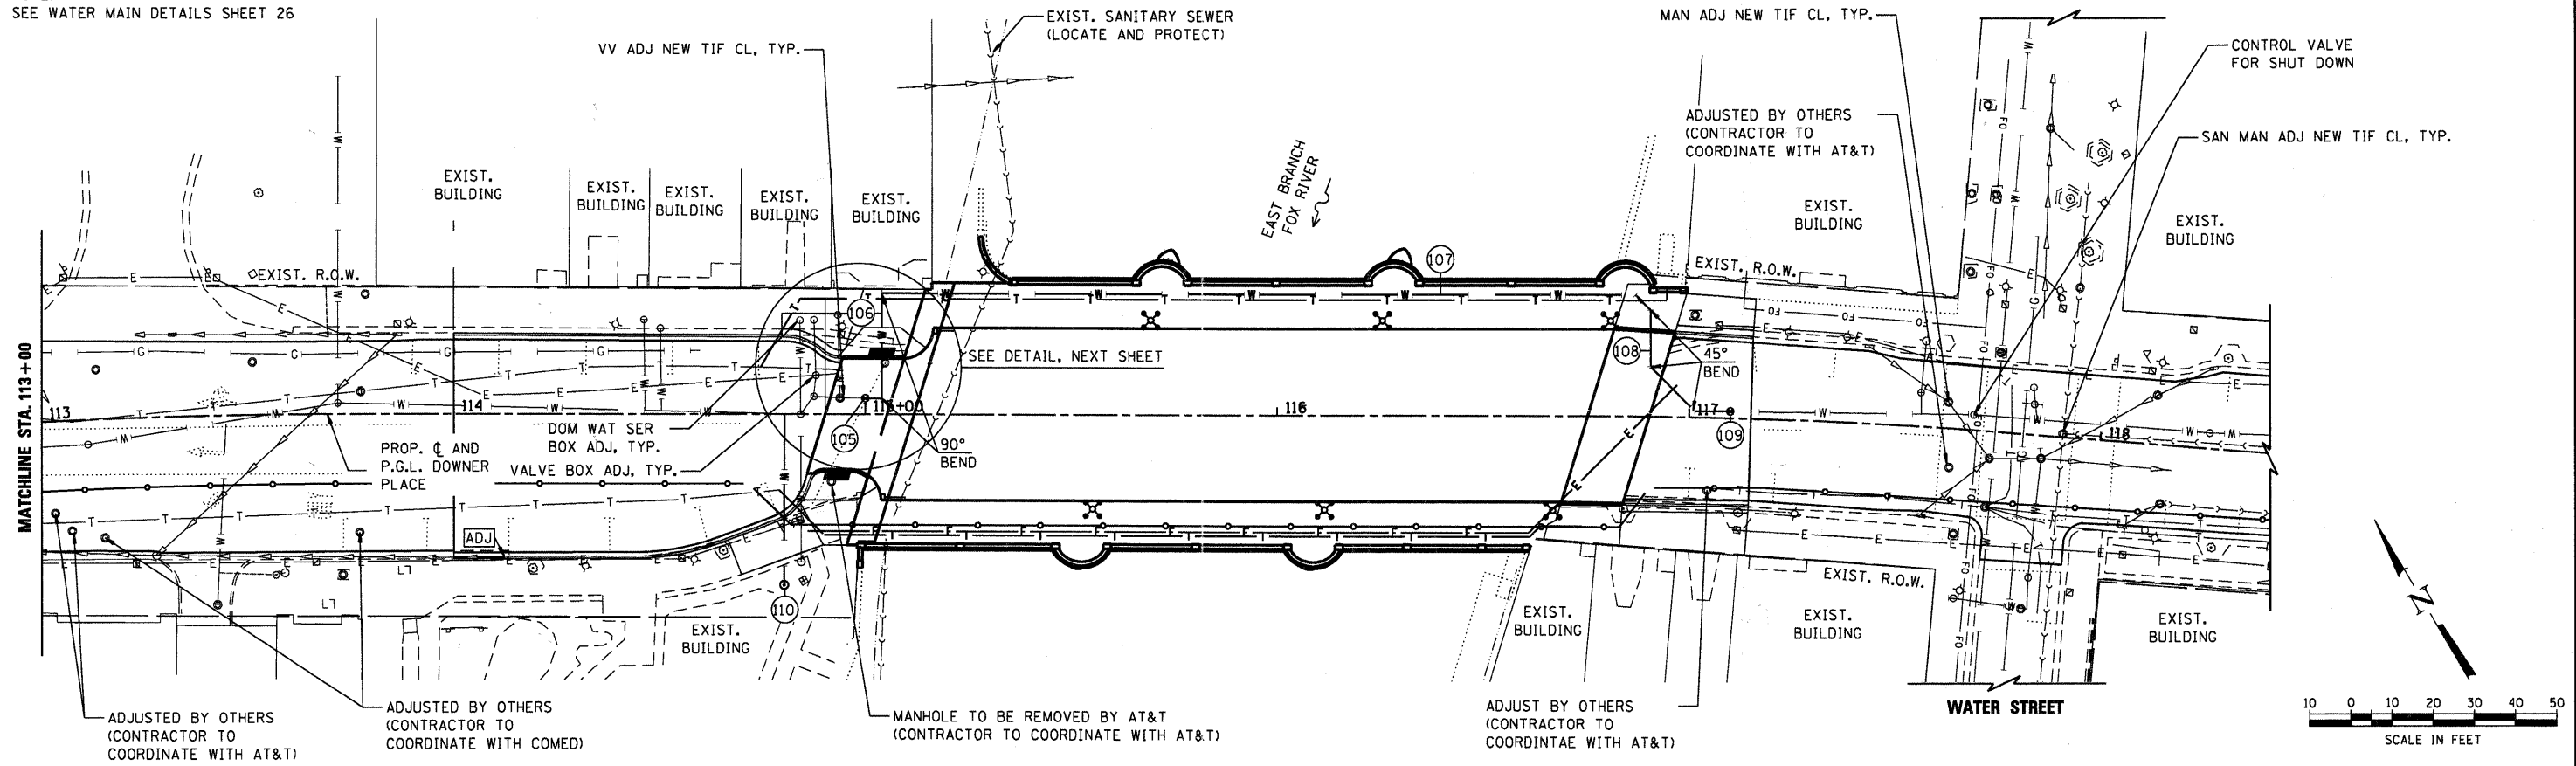 SEE WATER MAIN DETAILS SHEET 26
EXIST. SANITARY SEWER
(LOCATE AND PROTECT)
VV ADJ NEW TIF CL, TYP.
MAN ADJ NEW TIF CL, TYP.
CONTROL VALVE
FOR SHUT DOWN
ADJUSTED BY OTHERS
(CONTRACTOR TO
COORDINATE WITH AT&T)
SAN MAN ADJ NEW TIF CL, TYP.
EXIST.
BUILDING
EXIST.
BUILDING
EXIST.
BUILDING
EXIST.
BUILDING
EXIST.
BUILDING
EAST BRANCH
FOX RIVER
EXIST.
BUILDING
EXIST.
BUILDING
EXIST. R.O.W.
107
EXIST. R.O.W.
106
SEE DETAIL, NEXT SHEET
108
45°
BEND
MATCHLINE STA. 113+00
113
114
115+00
116
117
118
105
109
DOM WAT SER
BOX ADJ, TYP.
90°
BEND
PROP. ℄ AND
P.G.L. DOWNER
PLACE
VALVE BOX ADJ, TYP.
ADJ
110
EXIST. R.O.W.
EXIST.
BUILDING
EXIST.
BUILDING
EXIST.
BUILDING
EXIST.
BUILDING
ADJUSTED BY OTHERS
(CONTRACTOR TO
COORDINATE WITH AT&T)
ADJUSTED BY OTHERS
(CONTRACTOR TO
COORDINATE WITH COMED)
MANHOLE TO BE REMOVED BY AT&T
(CONTRACTOR TO COORDINATE WITH AT&T)
ADJUST BY OTHERS
(CONTRACTOR TO
COORDINTAE WITH AT&T)
WATER STREET
N
10 0 10 20 30 40 50
SCALE IN FEET